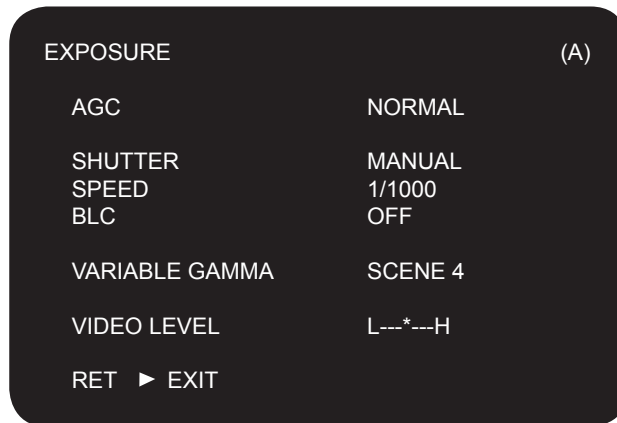 EXPOSURE (A)
AGC NORMAL
SHUTTER MANUAL
SPEED 1/1000
BLC OFF
VARIABLE GAMMA SCENE 4
VIDEO LEVEL L---*---H
RET ► EXIT